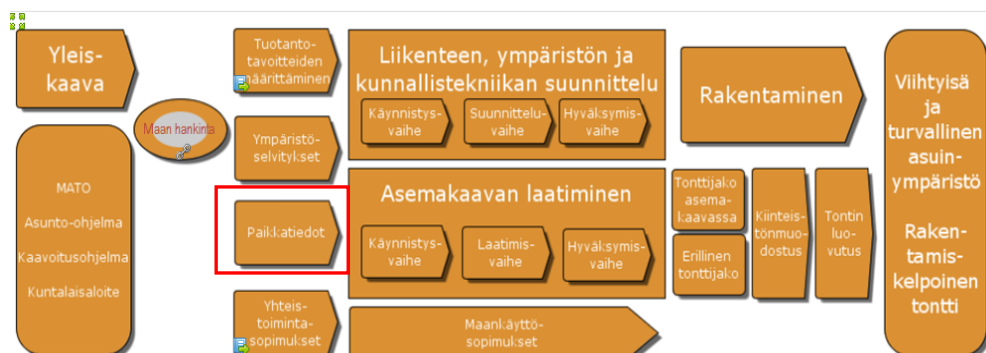 Yleis-
kaava
MATO
Asunto-ohjelma
Kaavoitusohjelma
Kuntalaisaloite
Maan hankinta
Tuotanto-
tavoitteiden
määrittäminen
Ympäristö-
selvitykset
Paikkatiedot
Yhteis-
toiminta-
sopimukset
Liikenteen, ympäristön ja
kunnallistekniikan suunnittelu
Käynnistys-
vaihe
Suunnittelu-
vaihe
Hyväksymis-
vaihe
Asemakaavan laatiminen
Käynnistys-
vaihe
Laatimis-
vaihe
Hyväksymis-
vaihe
Maankäyttö-
sopimukset
Rakentaminen
Tonttijako
asema-
kaavassa
Erillinen
tonttijako
Kiinteis-
tönmuo-
dostus
Tontin
luo-
vutus
Viihtyisä
ja
turvallinen
asuin-
ympäristö
Raken-
tamis-
kelpoinen
tontti